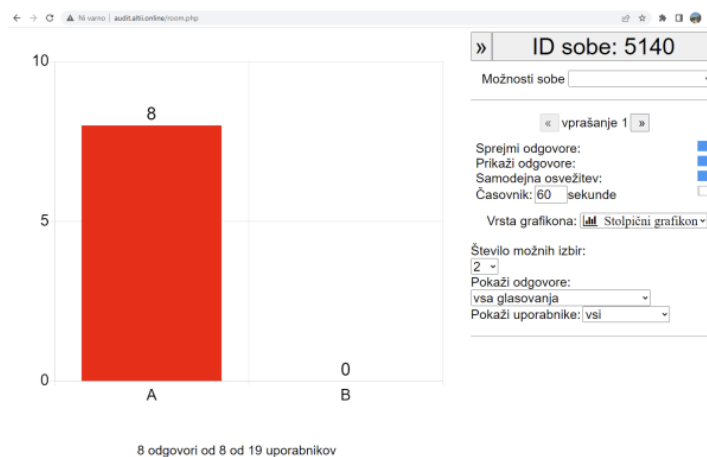 Ni varno | audit.altii.online/room.php
» ID sobe: 5140
Možnosti sobe
« vprašanje 1 »
Sprejmi odgovore:
Prikaži odgovore:
Samodejna osvežitev:
Časovnik: 60 sekunde
Vrsta grafikona: Stolpični grafikon
Število možnih izbir:
2
Pokaži odgovore:
vsa glasovanja
Pokaži uporabnike: vsi
10
8
5
0
0
A B
8 odgovori od 8 od 19 uporabnikov